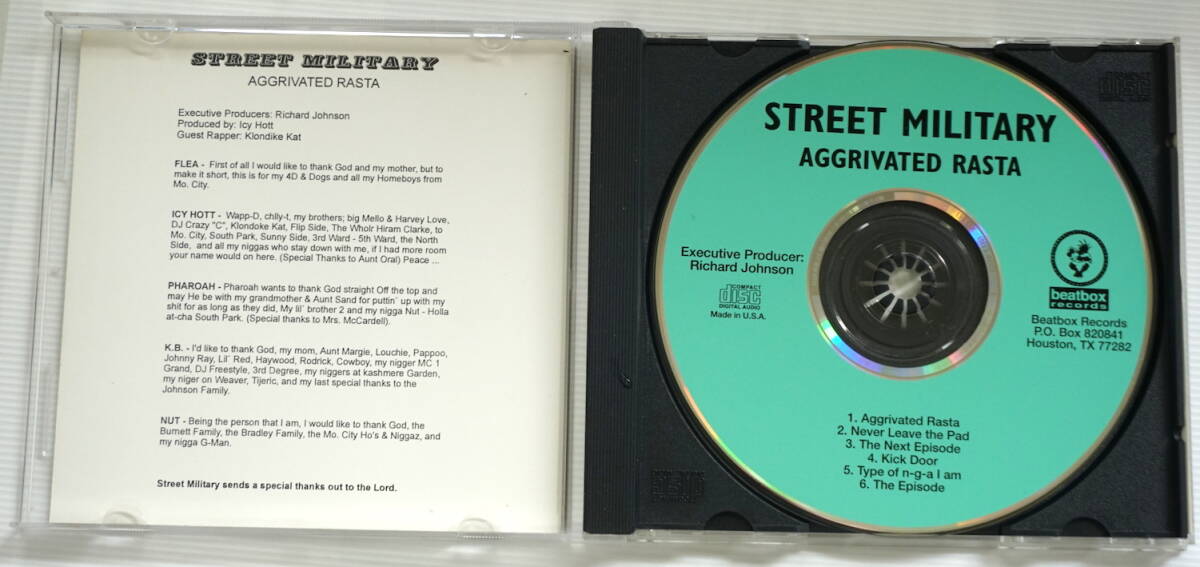 STREET MILITARY
AGGRIVATED RASTA
Executive Producers: Richard Johnson
Produced by: Icy Hott
Guest Rapper: Klondike Kat
FLEA - First of all I would like to thank God and my mother, but to
make it short, this is for my 4D & Dogs and all my Homeboys from
Mo. City.
ICY HOTT - Wapp-D, chlly-t, my brothers; big Mello & Harvey Love,
DJ Crazy "C", Klondoke Kat, Flip Side, The Wholr Hiram Clarke, to
Mo. City, South Park, Sunny Side, 3rd Ward - 5th Ward, the North
Side, and all my niggas who stay down with me, if I had more room
your name would on here. (Special Thanks to Aunt Oral) Peace ...
PHAROAH - Pharoah wants to thank God straight Off the top and
may He be with my grandmother & Aunt Sand for puttin' up with my
shit for as long as they did, My lil' brother 2 and my nigga Nut - Holla
at-cha South Park. (Special thanks to Mrs. McCardell).
K.B. - I'd like to thank God, my mom, Aunt Margie, Louchie, Pappoo,
Johnny Ray, Lil' Red, Haywood, Rodrick, Cowboy, my nigger MC 1
Grand, DJ Freestyle, 3rd Degree, my niggers at kashmere Garden,
my niger on Weaver, Tijeric, and my last special thanks to the
Johnson Family.
NUT - Being the person that I am, I would like to thank God, the
Burnett Family, the Bradley Family, the Mo. City Ho's & Niggaz, and
my nigga G-Man.
Street Military sends a special thanks out to the Lord.
STREET MILITARY
AGGRIVATED RASTA
Executive Producer:
Richard Johnson
COMPACT
disc
DIGITAL AUDIO
Made in U.S.A.
beatbox
records
Beatbox Records
P.O. Box 820841
Houston, TX 77282
1. Aggrivated Rasta
2. Never Leave the Pad
3. The Next Episode
4. Kick Door
5. Type of n-g-a I am
6. The Episode
COMPACT
disc
DIGITAL AUDIO